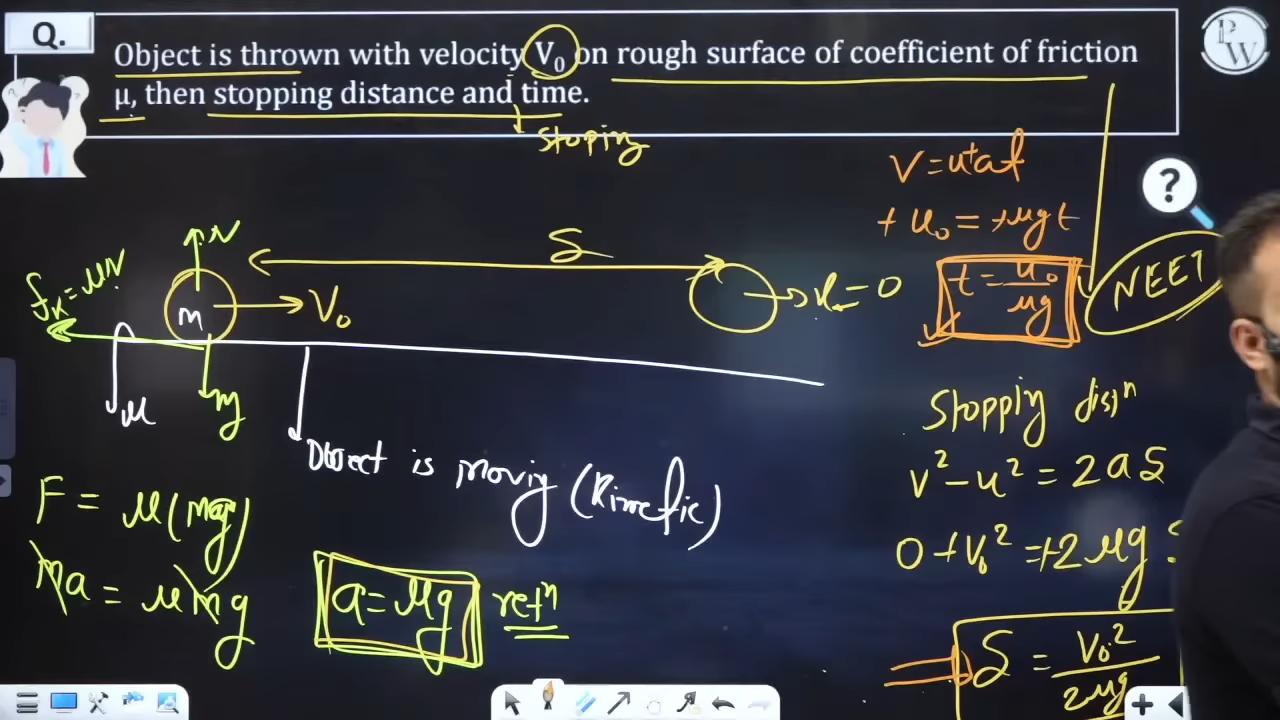 Q.
Object is thrown with velocity V₀ on rough surface of coefficient of friction
μ, then stopping distance and time.
Stoping
PW
?
V = u+at
+ u₀ = +μgt
t = u₀/μg
NEET
N
S
fₖ = μN
m
V₀
= 0
μ
Object is moving (Kinetic)
F = μ(mg)
ma = μmg
a = μg retⁿ
Stopping distⁿ
v² - u² = 2aS
0 + V₀² = +2μg S
S = V₀²/2μg